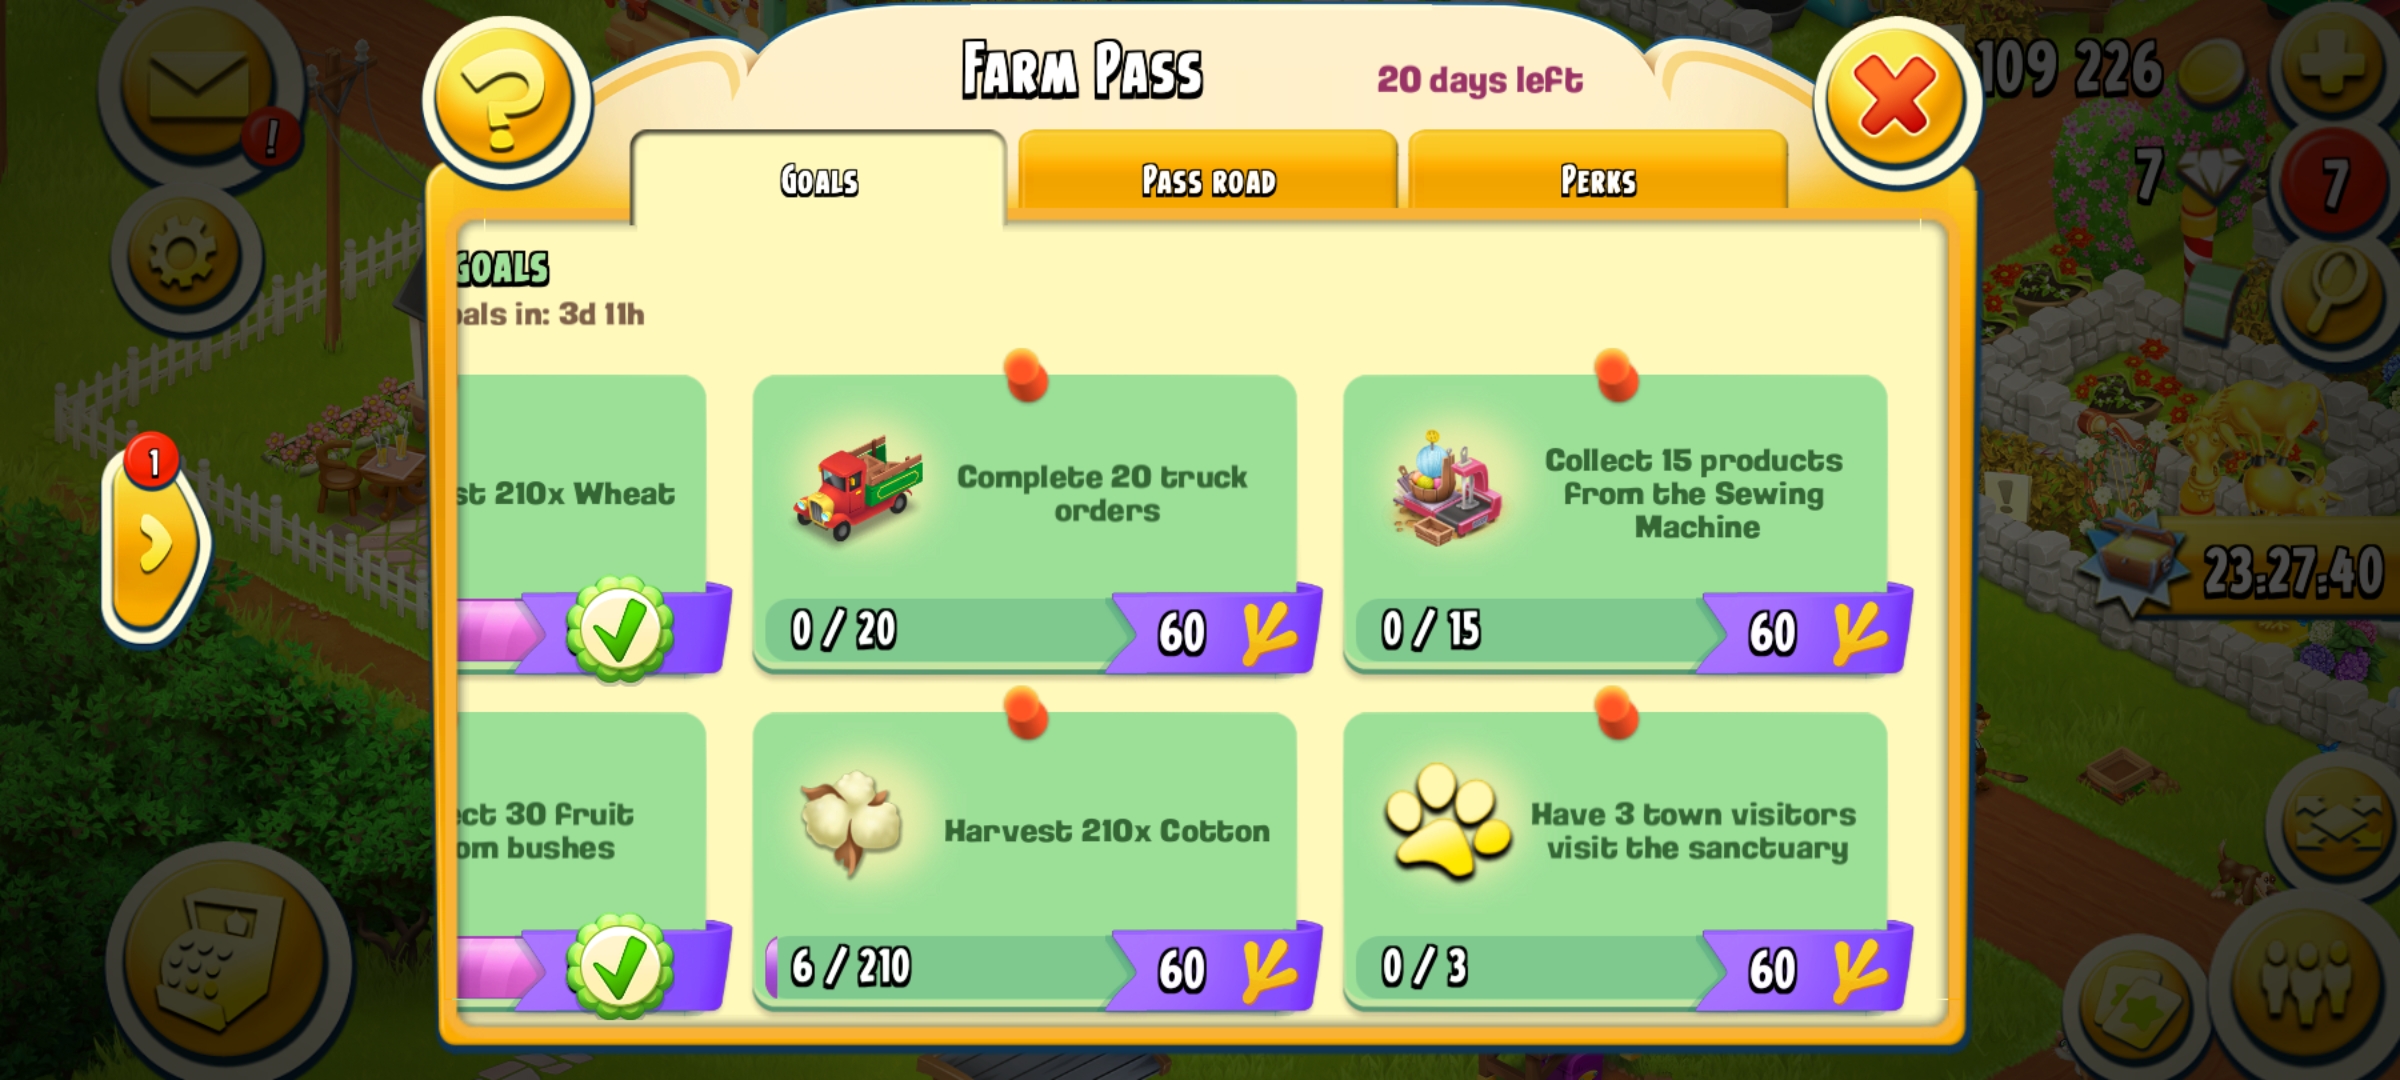 FARM PASS
20 days left
109 226
7
7
GOALS
PASS ROAD
PERKS
GOALS
als in: 3d 11h
1
st 210x Wheat
Complete 20 truck
orders
0 / 20
60
Collect 15 products
from the Sewing
Machine
0 / 15
60
23:27:40
ct 30 fruit
om bushes
Harvest 210x Cotton
6 / 210
60
Have 3 town visitors
visit the sanctuary
0 / 3
60